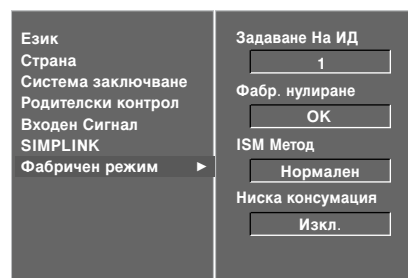 Език
Страна
Система заключване
Родителски контрол
Входен Сигнал
SIMPLINK
Фабричен режим ►
Задаване На ИД
1
Фабр. нулиране
OK
ISM Метод
Нормален
Ниска консумация
Изкл.